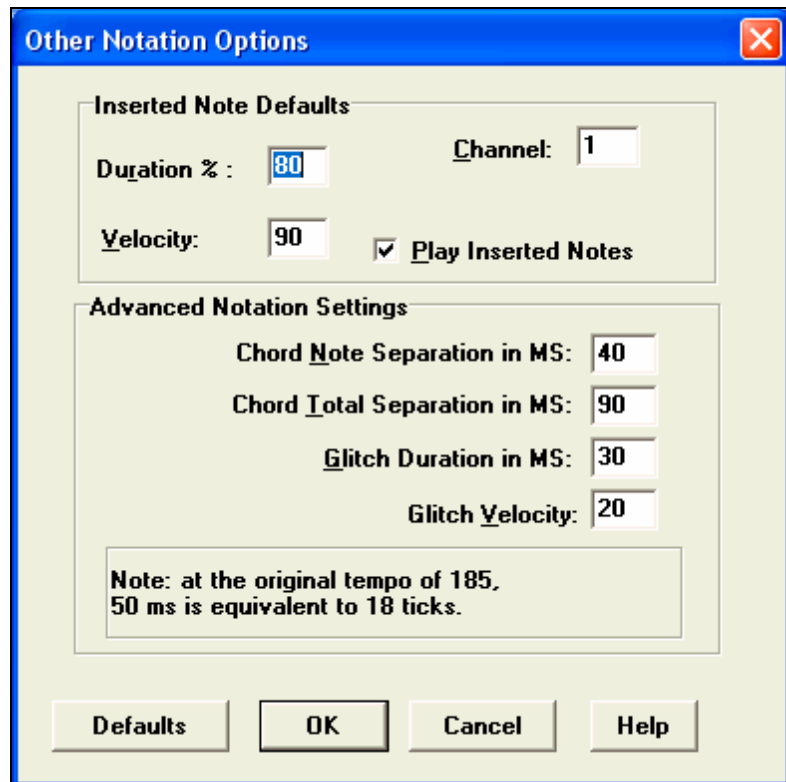 Other Notation Options
Inserted Note Defaults
Duration % : 80
Channel: 1
Velocity: 90
Play Inserted Notes
Advanced Notation Settings
Chord Note Separation in MS: 40
Chord Total Separation in MS: 90
Glitch Duration in MS: 30
Glitch Velocity: 20
Note: at the original tempo of 185,
50 ms is equivalent to 18 ticks.
Defaults OK Cancel Help